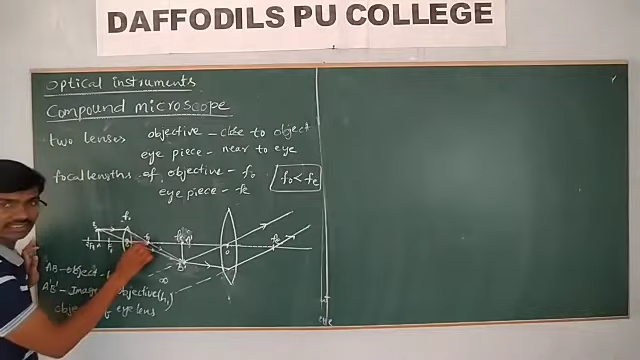 DAFFODILS PU COLLEGE
Optical instruments
Compound microscope
two lenses objective - close to object
eye piece - near to eye
focal lengths of objective - fo
fo < fe
eye piece - fe
AB - object
A'B' - Image objective (h1)
eye lens